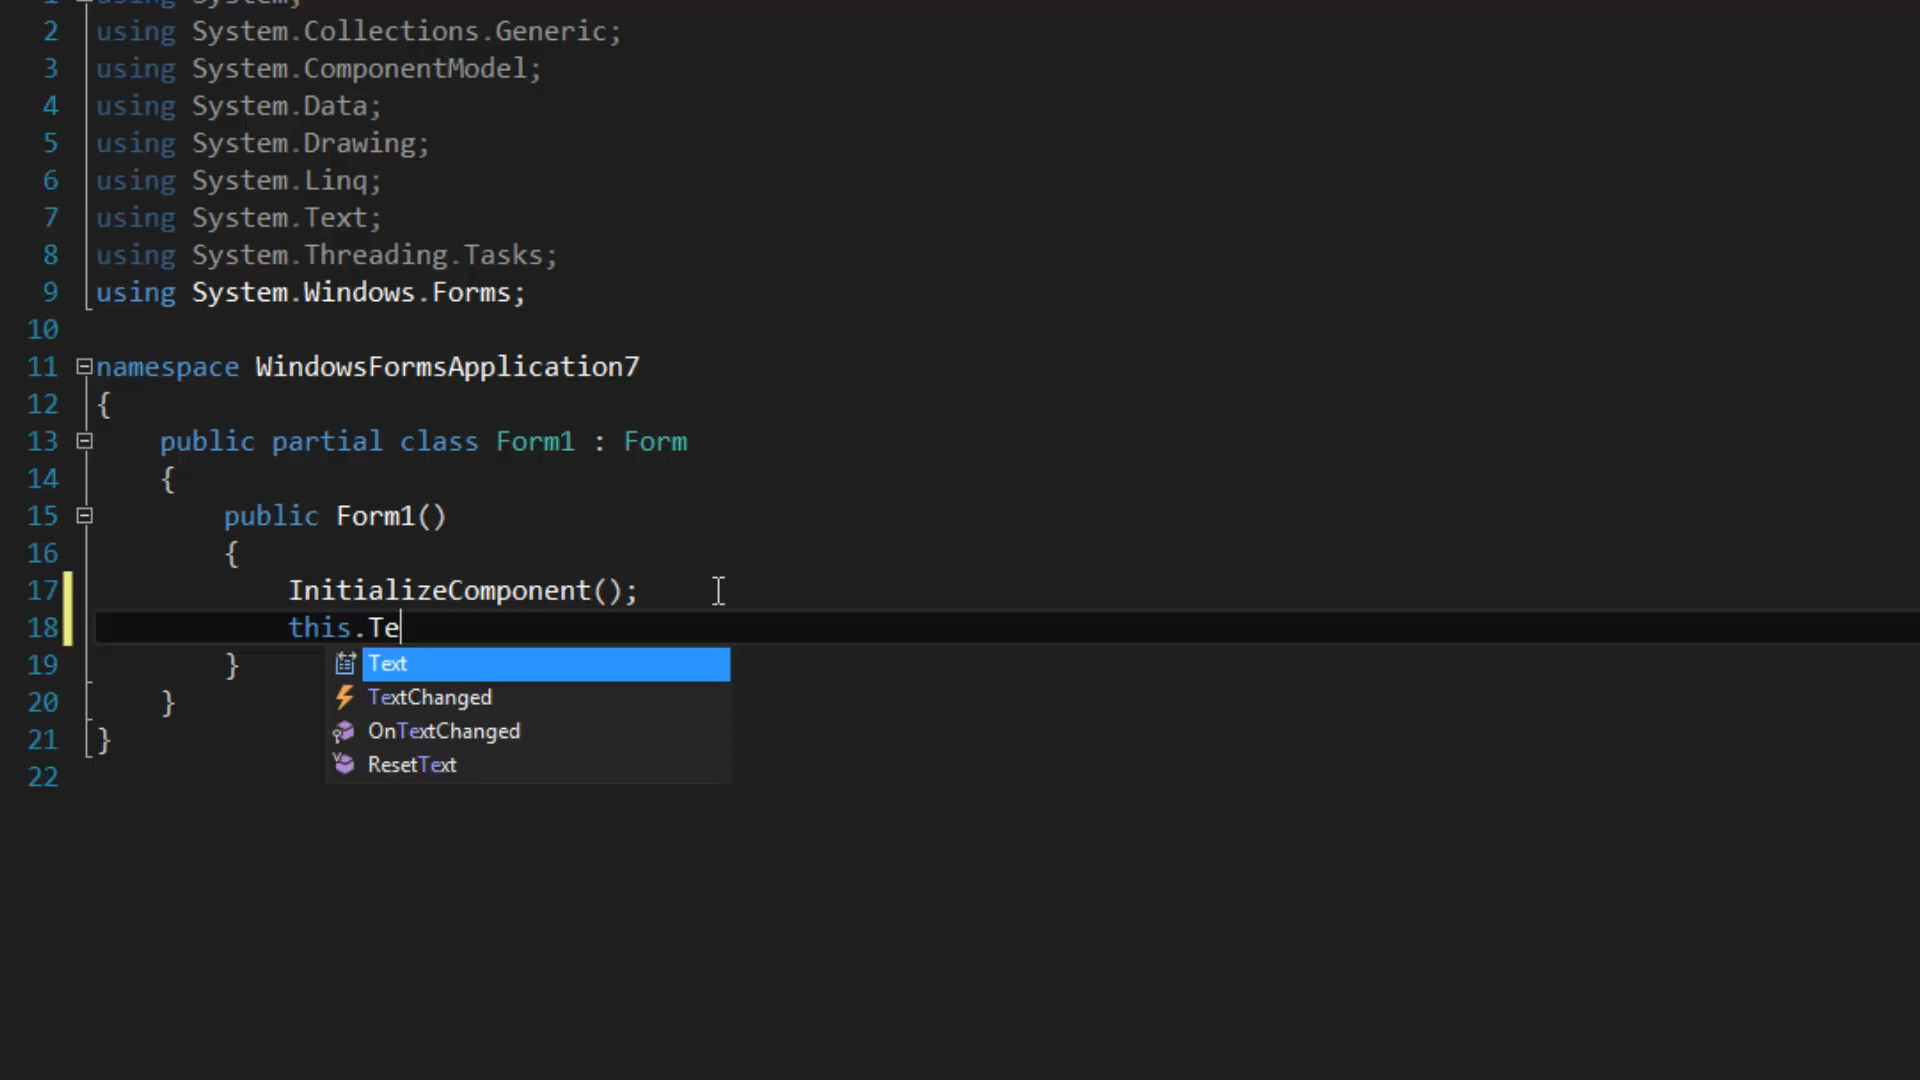 1 using System;
2 using System.Collections.Generic;
3 using System.ComponentModel;
4 using System.Data;
5 using System.Drawing;
6 using System.Linq;
7 using System.Text;
8 using System.Threading.Tasks;
9 using System.Windows.Forms;
10
11 namespace WindowsFormsApplication7
12 {
13 public partial class Form1 : Form
14 {
15 public Form1()
16 {
17 InitializeComponent();
18 this.Te
19 }
Text
TextChanged
20 }
OnTextChanged
21 }
ResetText
22